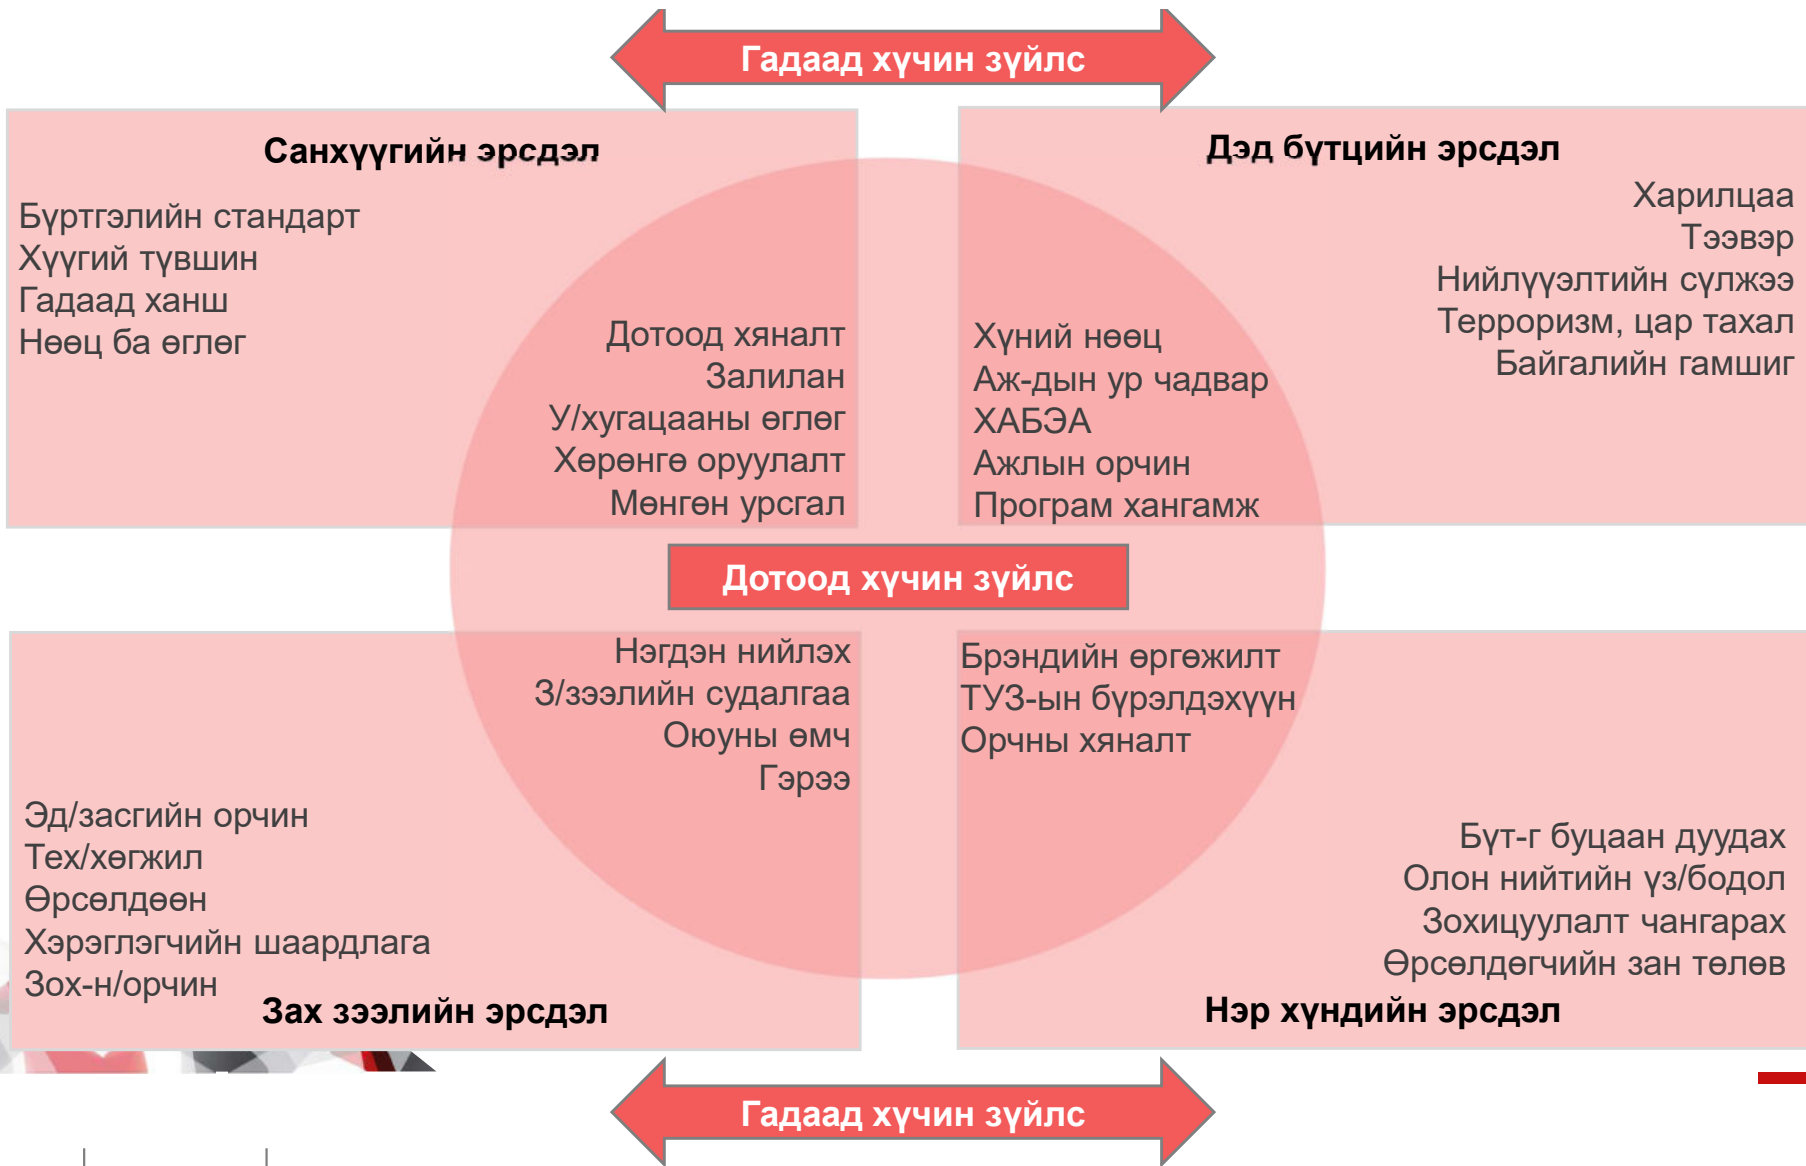 Гадаад хүчин зүйлс
Санхүүгийн эрсдэл
Бүртгэлийн стандарт
Хүүгий түвшин
Гадаад ханш
Нөөц ба өглөг
Дотоод хяналт
Залилан
У/хугацааны өглөг
Хөрөнгө оруулалт
Мөнгөн урсгал
Дэд бүтцийн эрсдэл
Харилцаа
Тээвэр
Нийлүүэлтийн сүлжээ
Терроризм, цар тахал
Байгалийн гамшиг
Хүний нөөц
Аж-дын ур чадвар
ХАБЭА
Ажлын орчин
Програм хангамж
Дотоод хүчин зүйлс
Нэгдэн нийлэх
З/зээлийн судалгаа
Оюуны өмч
Гэрээ
Эд/засгийн орчин
Тех/хөгжил
Өрсөлдөөн
Хэрэглэгчийн шаардлага
Зох-н/орчин
Зах зээлийн эрсдэл
Брэндийн өргөжилт
ТУЗ-ын бүрэлдэхүүн
Орчны хяналт
Бүт-г буцаан дуудах
Олон нийтийн үз/бодол
Зохицуулалт чангарах
Өрсөлдөгчийн зан төлөв
Нэр хүндийн эрсдэл
Гадаад хүчин зүйлс